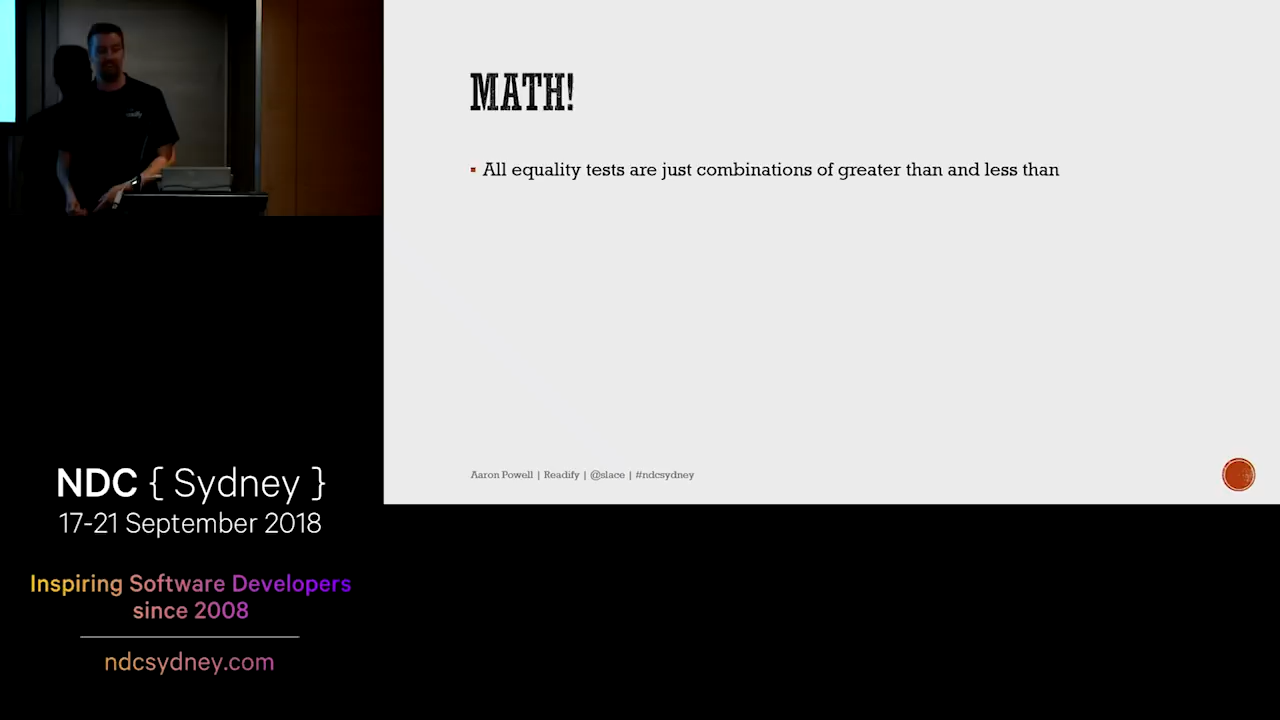 MATH!
All equality tests are just combinations of greater than and less than
Aaron Powell | Readify | @slace | #ndcsydney
NDC { Sydney }
17-21 September 2018
Inspiring Software Developers
since 2008
ndcsydney.com